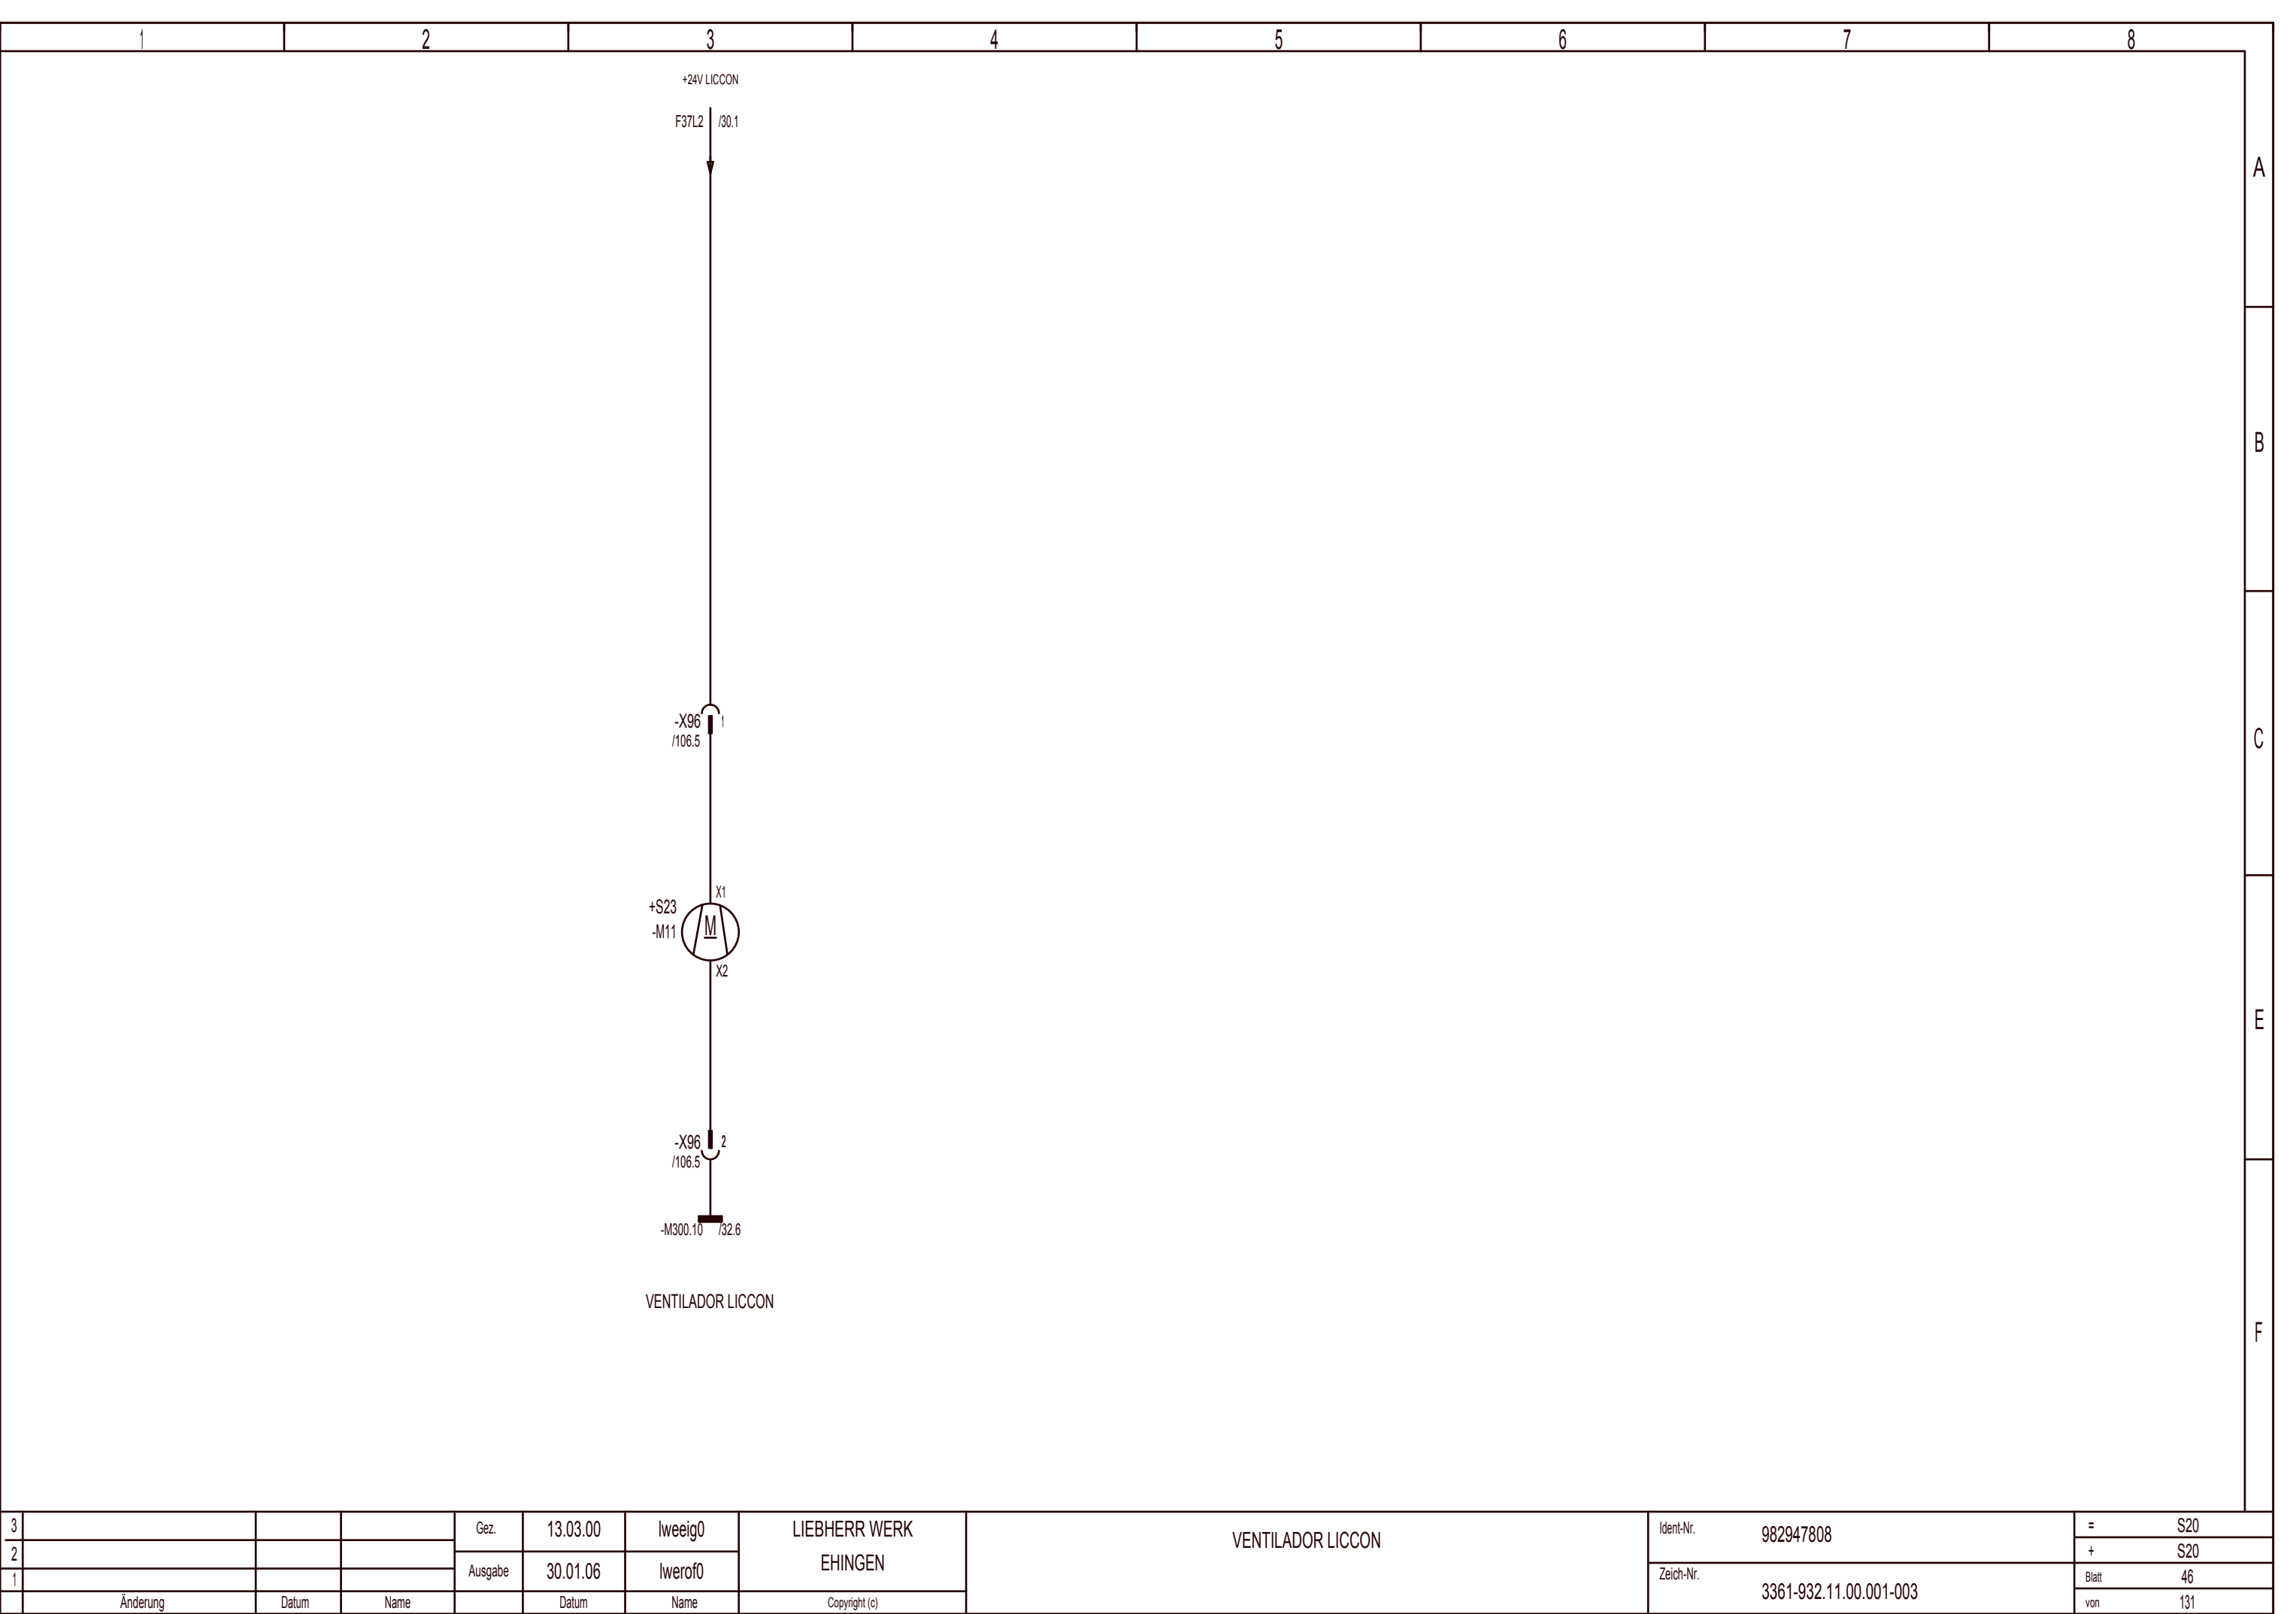 1 2 3 4 5 6 7 8
+24V LICCON
F37L2 /30.1
A
B
-X96 1
/106.5
C
X1
+S23
-M11 M
X2
E
-X96 2
/106.5
-M300.10 /32.6
VENTILADOR LICCON
F
3 Gez. 13.03.00 lweeig0 LIEBHERR WERK VENTILADOR LICCON Ident-Nr. 982947808 = S20
2 EHINGEN + S20
1 Ausgabe 30.01.06 lwerof0 Zeich-Nr. 3361-932.11.00.001-003 Blatt 46
Änderung Datum Name Datum Name Copyright (c) von 131